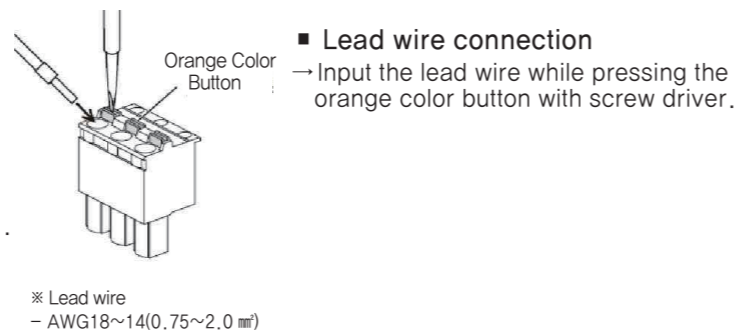 Orange Color
Button
■ Lead wire connection
→Input the lead wire while pressing the
orange color button with screw driver.
※ Lead wire
- AWG18~14(0.75~2.0 ㎟)